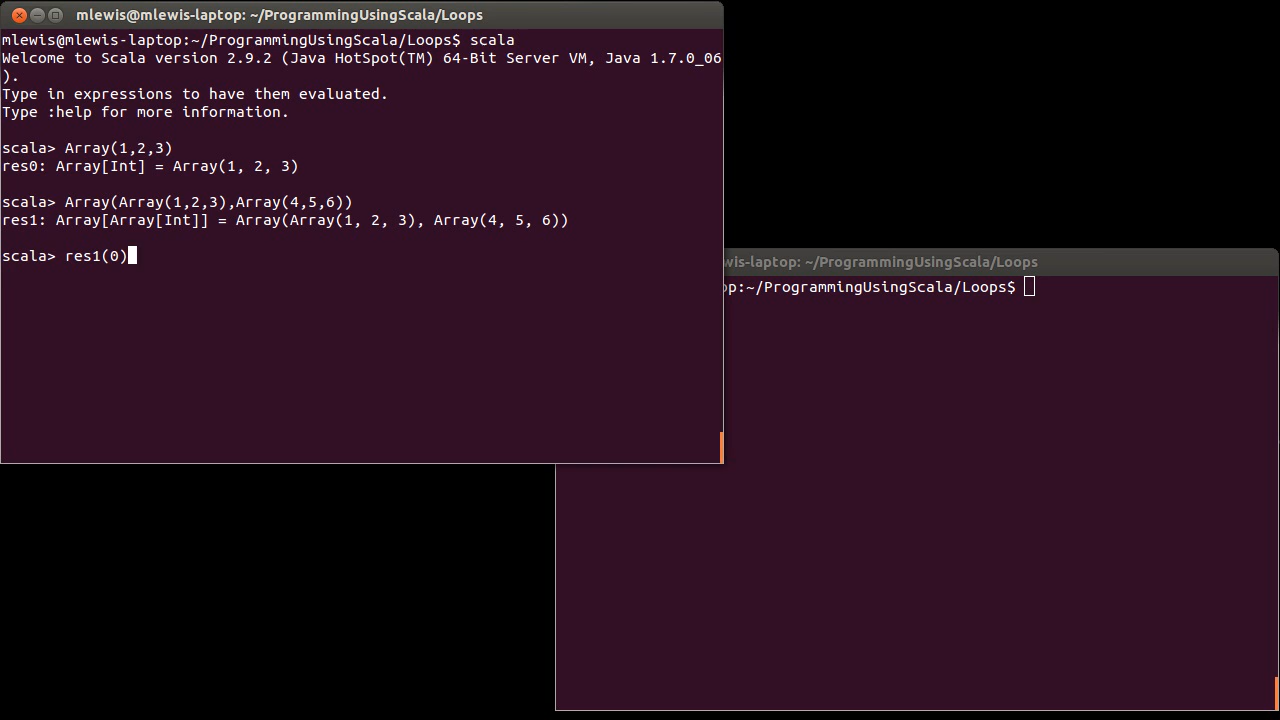 mlewis@mlewis-laptop: ~/ProgrammingUsingScala/Loops
mlewis@mlewis-laptop:~/ProgrammingUsingScala/Loops$ scala
Welcome to Scala version 2.9.2 (Java HotSpot(TM) 64-Bit Server VM, Java 1.7.0_06
).
Type in expressions to have them evaluated.
Type :help for more information.
scala> Array(1,2,3)
res0: Array[Int] = Array(1, 2, 3)
scala> Array(Array(1,2,3),Array(4,5,6))
res1: Array[Array[Int]] = Array(Array(1, 2, 3), Array(4, 5, 6))
scala> res1(0)
wis-laptop: ~/ProgrammingUsingScala/Loops
op:~/ProgrammingUsingScala/Loops$